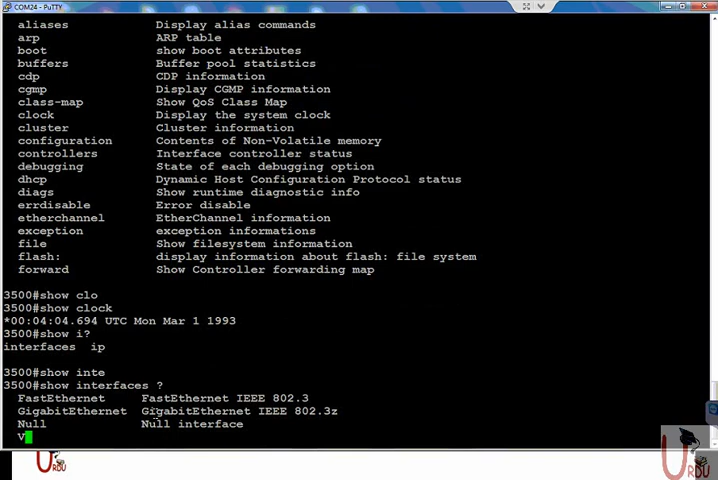 COM24 - PuTTY
aliases Display alias commands
arp ARP table
boot show boot attributes
buffers Buffer pool statistics
cdp CDP information
cgmp Display CGMP information
class-map Show QoS Class Map
clock Display the system clock
cluster Cluster information
configuration Contents of Non-Volatile memory
controllers Interface controller status
debugging State of each debugging option
dhcp Dynamic Host Configuration Protocol status
diags Show runtime diagnostic info
errdisable Error disable
etherchannel EtherChannel information
exception exception informations
file Show filesystem information
flash: display information about flash: file system
forward Show Controller forwarding map
3500#show clo
3500#show clock
*00:04:04.694 UTC Mon Mar 1 1993
3500#show i?
interfaces ip
3500#show inte
3500#show interfaces ?
FastEthernet FastEthernet IEEE 802.3
GigabitEthernet GigabitEthernet IEEE 802.3z
Null Null interface
V
URDU
URDU